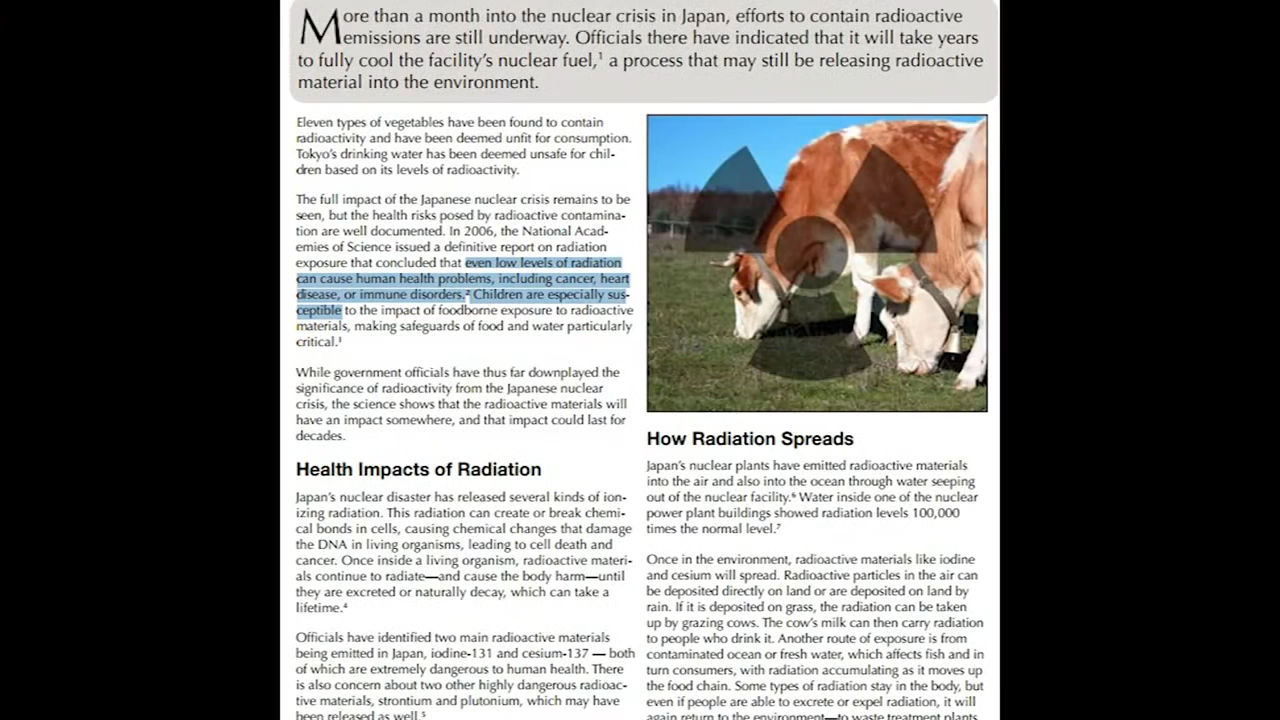 More than a month into the nuclear crisis in Japan, efforts to contain radioactive
emissions are still underway. Officials there have indicated that it will take years
to fully cool the facility's nuclear fuel,¹ a process that may still be releasing radioactive
material into the environment.
Eleven types of vegetables have been found to contain
radioactivity and have been deemed unfit for consumption.
Tokyo's drinking water has been deemed unsafe for chil-
dren based on its levels of radioactivity.
The full impact of the Japanese nuclear crisis remains to be
seen, but the health risks posed by radioactive contamina-
tion are well documented. In 2006, the National Acad-
emies of Science issued a definitive report on radiation
exposure that concluded that even low levels of radiation
can cause human health problems, including cancer, heart
disease, or immune disorders.² Children are especially sus-
ceptible to the impact of foodborne exposure to radioactive
materials, making safeguards of food and water particularly
critical.³
While government officials have thus far downplayed the
significance of radioactivity from the Japanese nuclear
crisis, the science shows that the radioactive materials will
have an impact somewhere, and that impact could last for
decades.
Health Impacts of Radiation
Japan's nuclear disaster has released several kinds of ion-
izing radiation. This radiation can create or break chemi-
cal bonds in cells, causing chemical changes that damage
the DNA in living organisms, leading to cell death and
cancer. Once inside a living organism, radioactive materi-
als continue to radiate—and cause the body harm—until
they are excreted or naturally decay, which can take a
lifetime.⁴
Officials have identified two main radioactive materials
being emitted in Japan, iodine-131 and cesium-137 — both
of which are extremely dangerous to human health. There
is also concern about two other highly dangerous radioac-
tive materials, strontium and plutonium, which may have
been released as well.⁵
How Radiation Spreads
Japan's nuclear plants have emitted radioactive materials
into the air and also into the ocean through water seeping
out of the nuclear facility.⁶ Water inside one of the nuclear
power plant buildings showed radiation levels 100,000
times the normal level.⁷
Once in the environment, radioactive materials like iodine
and cesium will spread. Radioactive particles in the air can
be deposited directly on land or are deposited on land by
rain. If it is deposited on grass, the radiation can be taken
up by grazing cows. The cow's milk can then carry radiation
to people who drink it. Another route of exposure is from
contaminated ocean or fresh water, which affects fish and in
turn consumers, with radiation accumulating as it moves up
the food chain. Some types of radiation stay in the body, but
even if people are able to excrete or expel radiation, it will
again return to the environment—to waste treatment plants